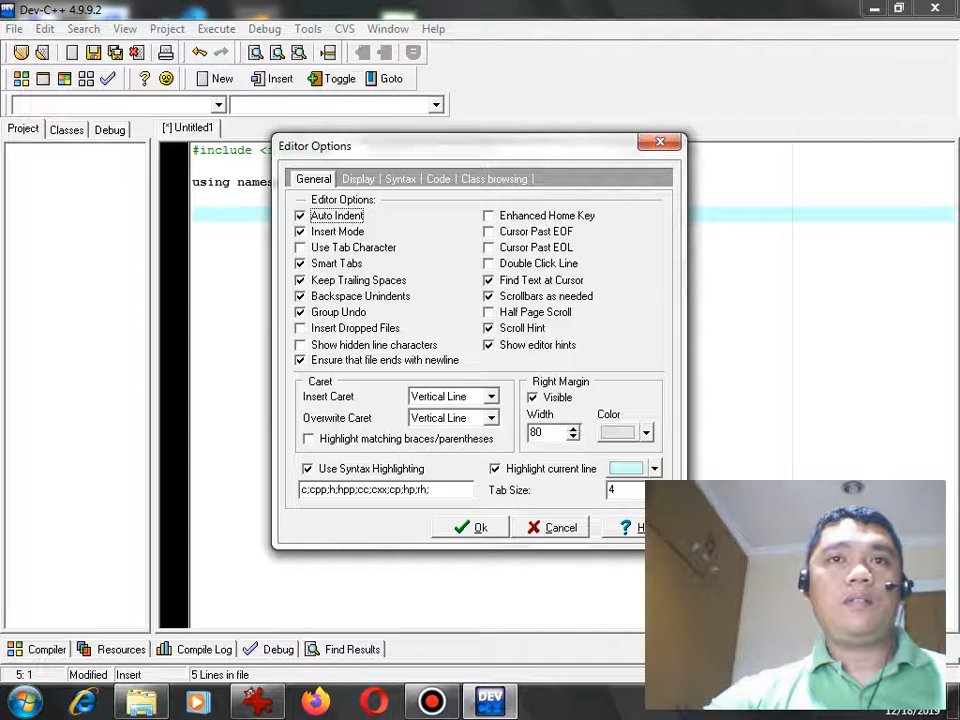 Dev-C++ 4.9.9.2
File Edit Search View Project Execute Debug Tools CVS Window Help
New Insert Toggle Goto
Project Classes Debug [*] Untitled1
#include <
using names
Editor Options
General Display Syntax Code Class browsing
Editor Options:
Auto Indent
Insert Mode
Use Tab Character
Smart Tabs
Keep Trailing Spaces
Backspace Unindents
Group Undo
Insert Dropped Files
Show hidden line characters
Ensure that file ends with newline
Enhanced Home Key
Cursor Past EOF
Cursor Past EOL
Double Click Line
Find Text at Cursor
Scrollbars as needed
Half Page Scroll
Scroll Hint
Show editor hints
Caret
Insert Caret Vertical Line
Overwrite Caret Vertical Line
Highlight matching braces/parentheses
Right Margin
Visible
Width Color
80
Use Syntax Highlighting
c;cpp;h;hpp;cc;cxx;cp;hp;rh;
Highlight current line
Tab Size: 4
Ok Cancel
Compiler Resources Compile Log Debug Find Results
5: 1 Modified Insert 5 Lines in file
DEV
12/18/2019